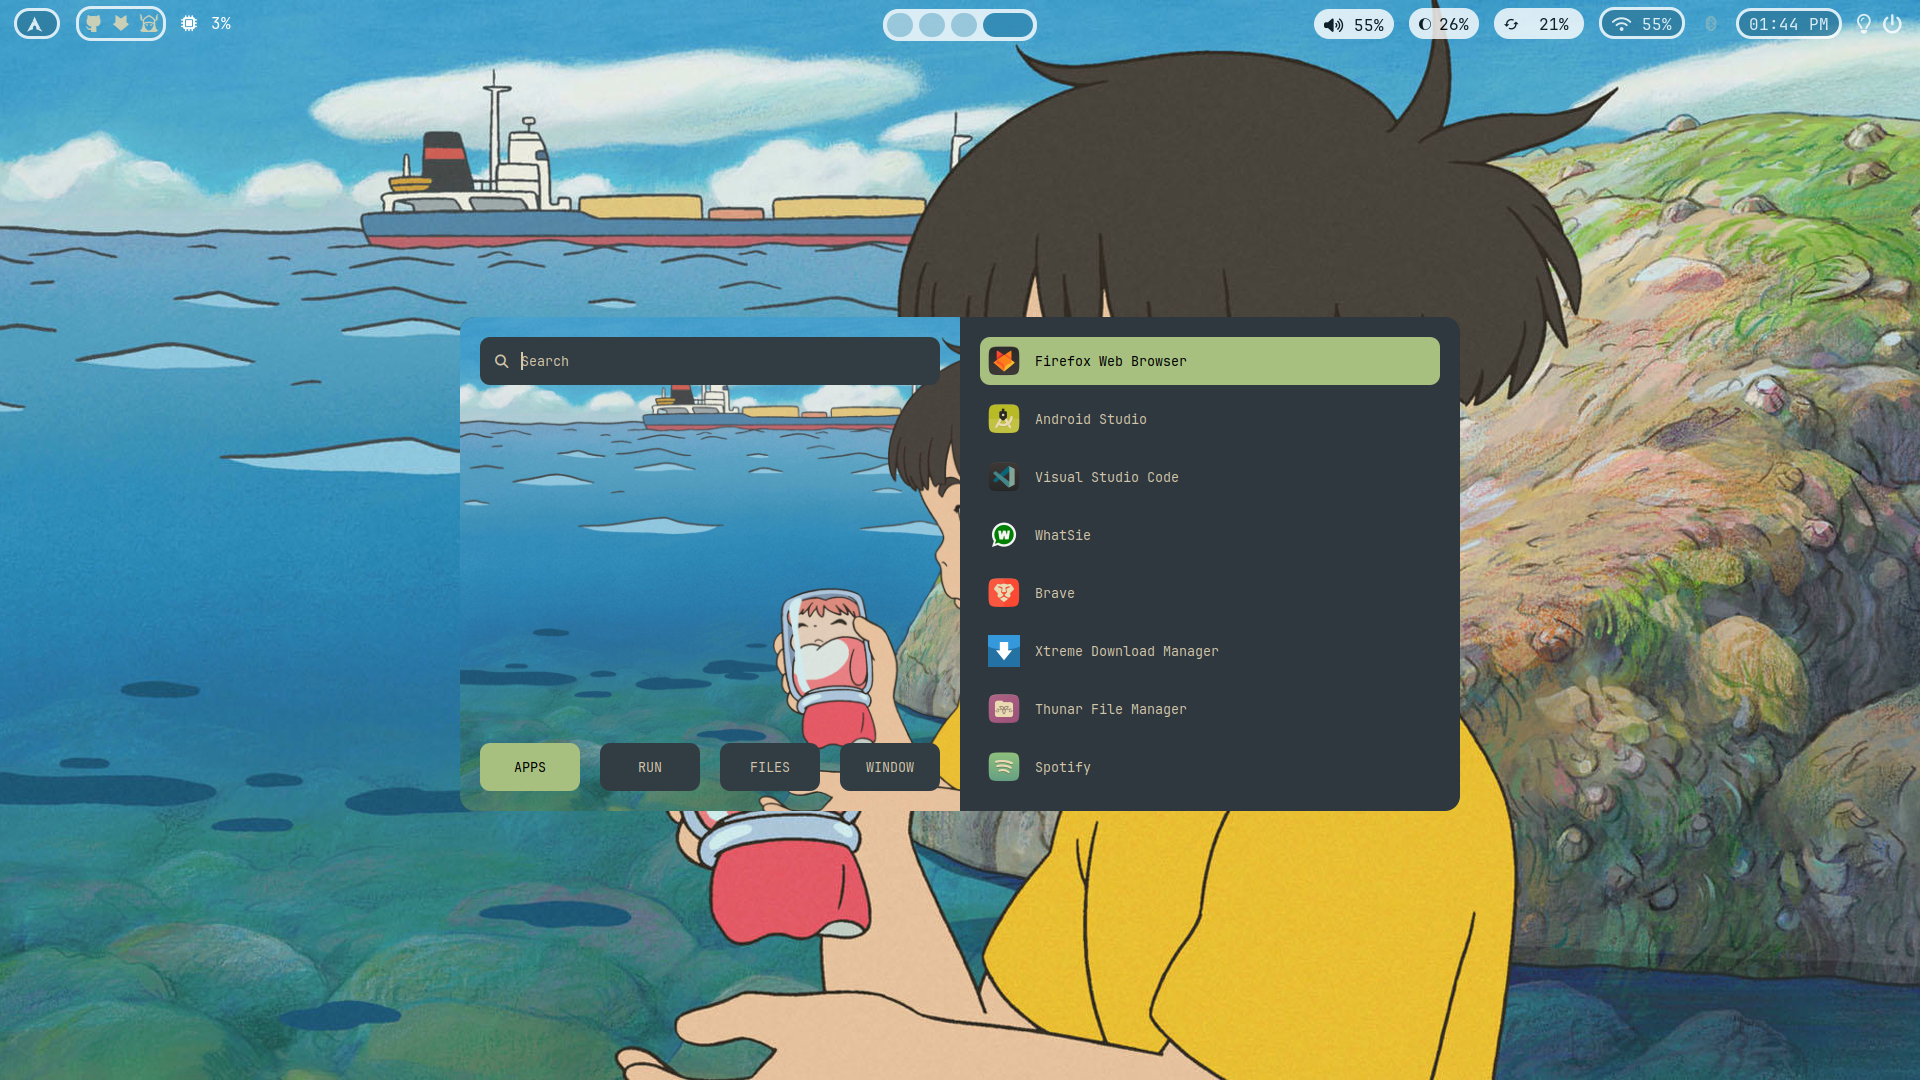 3%
55%
26%
21%
55%
01:44 PM
Search
APPS
RUN
FILES
WINDOW
Firefox Web Browser
Android Studio
Visual Studio Code
WhatSie
Brave
Xtreme Download Manager
Thunar File Manager
Spotify